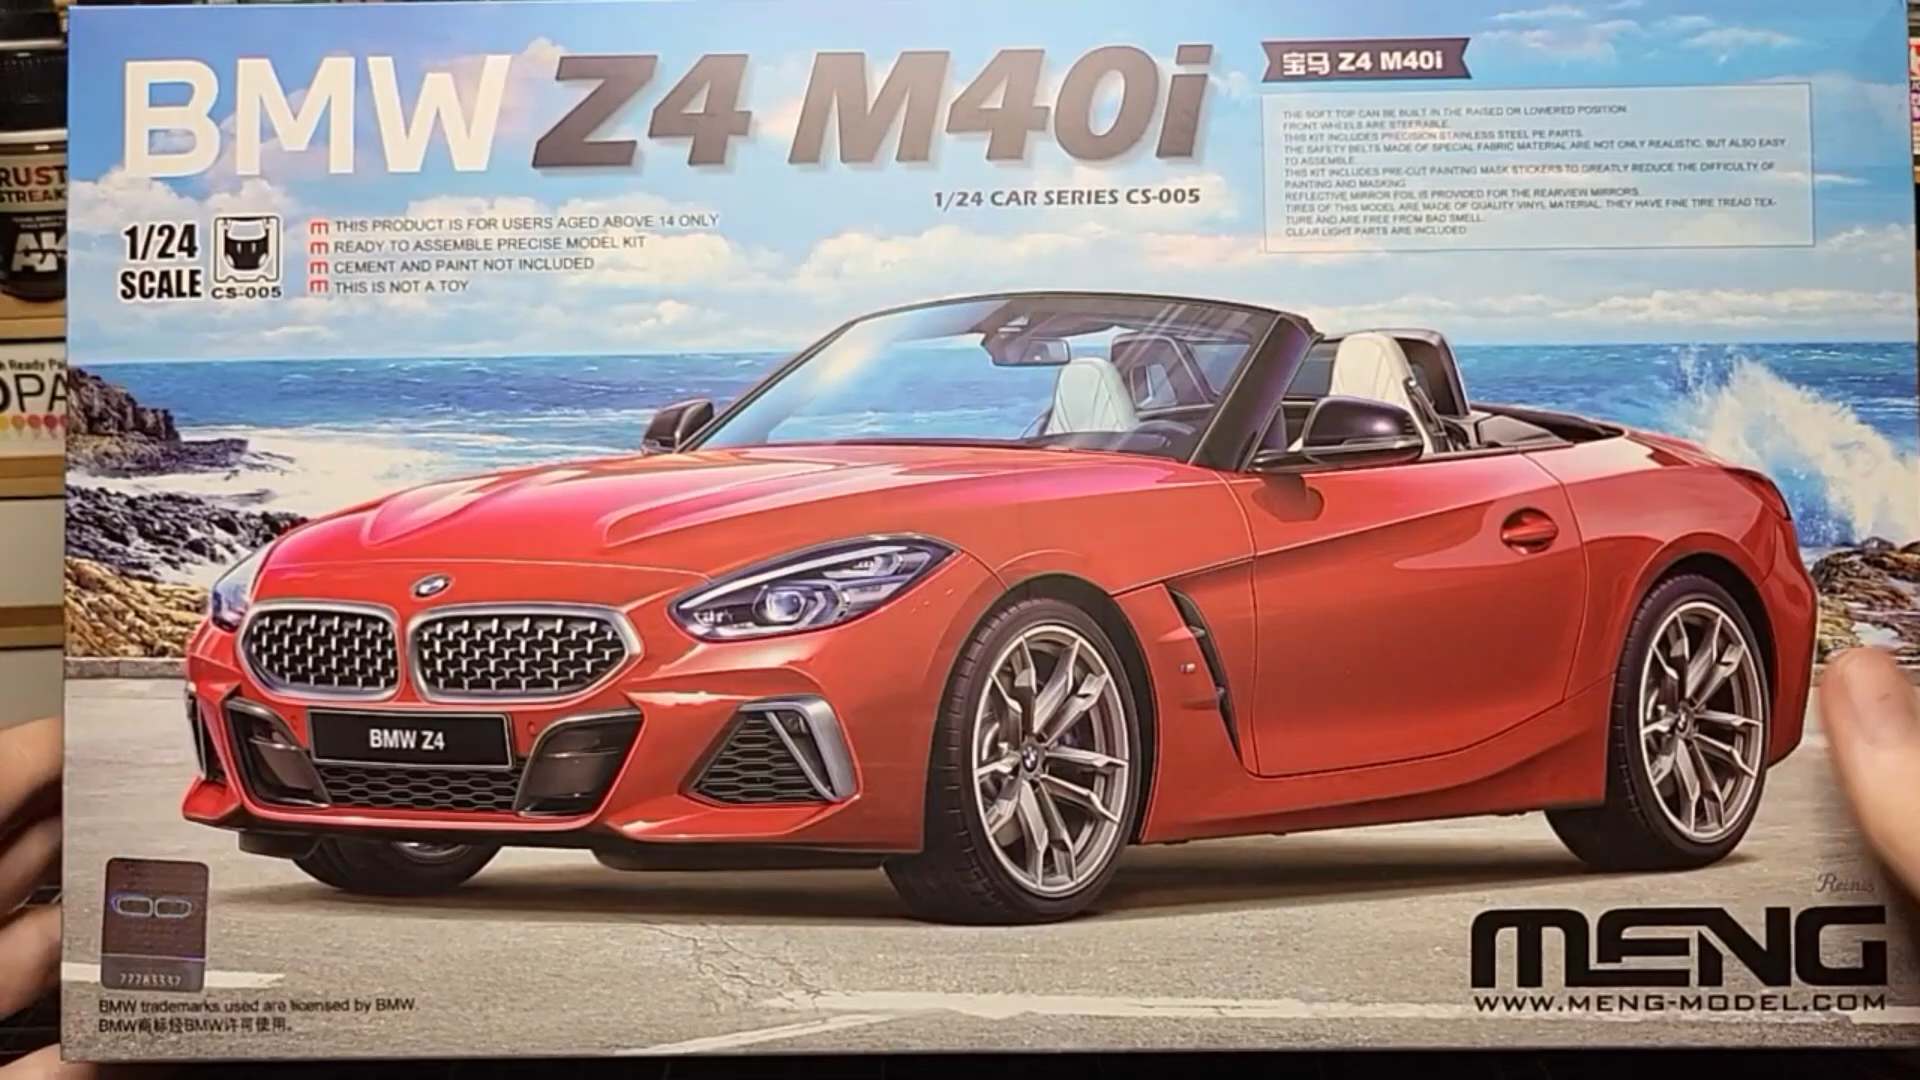 BMW Z4 M40i
宝马 Z4 M40i
THE SOFT TOP CAN BE BUILT IN THE RAISED OR LOWERED POSITION.
FRONT WHEELS ARE STEERABLE.
THIS KIT INCLUDES PRECISION STAINLESS STEEL PE PARTS.
THE SAFETY BELTS MADE OF SPECIAL FABRIC MATERIAL ARE NOT ONLY REALISTIC, BUT ALSO EASY
TO ASSEMBLE.
THIS KIT INCLUDES PRE-CUT PAINTING MASK STICKERS TO GREATLY REDUCE THE DIFFICULTY OF
PAINTING AND MASKING.
REFLECTIVE MIRROR FOIL IS PROVIDED FOR THE REARVIEW MIRRORS.
TIRES OF THIS MODEL ARE MADE OF QUALITY VINYL MATERIAL. THEY HAVE FINE TIRE TREAD TEX-
TURE AND ARE FREE FROM BAD SMELL.
CLEAR LIGHT PARTS ARE INCLUDED
1/24 CAR SERIES CS-005
1/24
SCALE
CS-005
m THIS PRODUCT IS FOR USERS AGED ABOVE 14 ONLY
m READY TO ASSEMBLE PRECISE MODEL KIT
m CEMENT AND PAINT NOT INCLUDED
m THIS IS NOT A TOY
RUST
STREAK
AK
Ready
OPA
BMW Z4
Reinis
MENG
WWW.MENG-MODEL.COM
77783337
BMW trademarks used are licensed by BMW.
BMW商标经BMW许可使用。